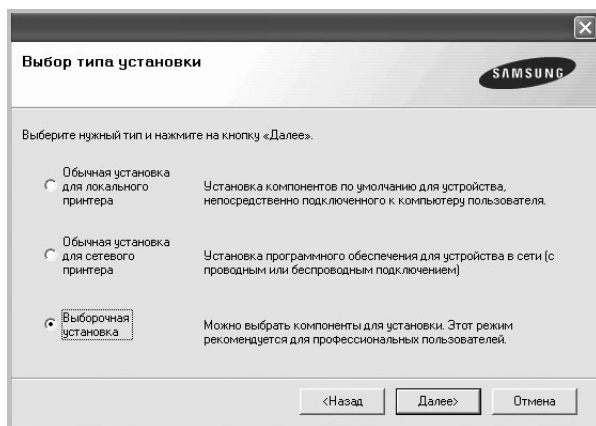 Выбор типа установки
SAMSUNG
Выберите нужный тип и нажмите на кнопку «Далее».
Обычная установка
для локального
принтера
Установка компонентов по умолчанию для устройства,
непосредственно подключенного к компьютеру пользователя.
Обычная установка
для сетевого
принтера
Установка программного обеспечения для устройства в сети (с
проводным или беспроводным подключением)
Выборочная
установка
Можно выбрать компоненты для установки. Этот режим
рекомендуется для профессиональных пользователей.
<Назад
Далее>
Отмена